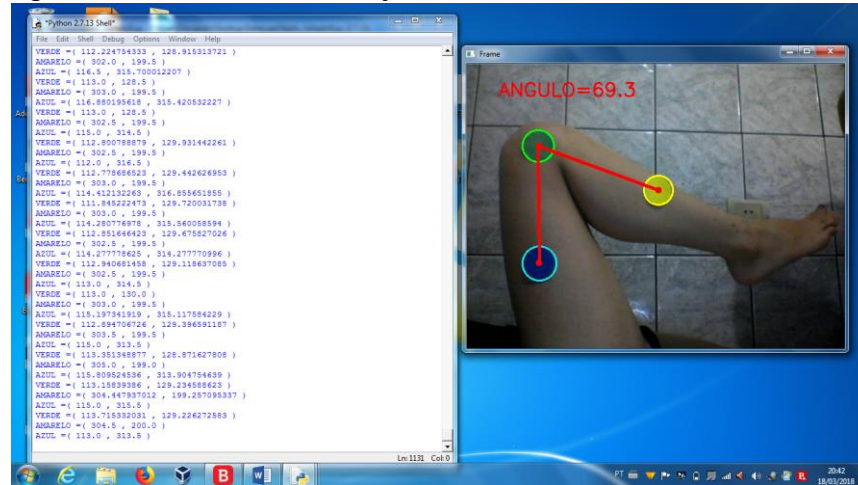 *Python 2.7.13 Shell*
File Edit Shell Debug Options Window Help
VERDE =( 112.224754333 , 128.915313721 )
AMARELO =( 302.0 , 199.5 )
AZUL =( 116.5 , 315.700012207 )
VERDE =( 113.0 , 128.5 )
AMARELO =( 303.0 , 199.5 )
AZUL =( 116.880195618 , 315.420532227 )
VERDE =( 113.0 , 128.5 )
AMARELO =( 302.5 , 199.5 )
AZUL =( 115.0 , 314.5 )
VERDE =( 112.800788879 , 129.931442261 )
AMARELO =( 302.5 , 199.5 )
AZUL =( 112.0 , 316.5 )
VERDE =( 112.778686523 , 129.442626953 )
AMARELO =( 303.0 , 199.5 )
AZUL =( 114.412132263 , 316.855651855 )
VERDE =( 111.845222473 , 129.720031738 )
AMARELO =( 303.0 , 199.5 )
AZUL =( 114.280776978 , 315.560058594 )
VERDE =( 112.851646423 , 129.675827026 )
AMARELO =( 302.5 , 199.5 )
AZUL =( 114.277778625 , 314.277770996 )
VERDE =( 112.940681458 , 129.118637085 )
AMARELO =( 302.5 , 199.5 )
AZUL =( 113.0 , 314.5 )
VERDE =( 113.0 , 130.0 )
AMARELO =( 303.0 , 199.5 )
AZUL =( 115.197341919 , 315.117584229 )
VERDE =( 112.894706726 , 129.396591187 )
AMARELO =( 303.5 , 199.5 )
AZUL =( 115.0 , 313.5 )
VERDE =( 113.351348877 , 128.871627808 )
AMARELO =( 305.0 , 199.0 )
AZUL =( 115.809524536 , 313.904754639 )
VERDE =( 113.15839386 , 129.234588623 )
AMARELO =( 304.447937012 , 199.257095337 )
AZUL =( 115.0 , 315.5 )
VERDE =( 113.715332031 , 129.226272583 )
AMARELO =( 304.5 , 200.0 )
AZUL =( 113.0 , 313.5 )
Ln: 1131 Col: 0
Frame
ANGULO=69.3
PT
20:42
18/03/2018